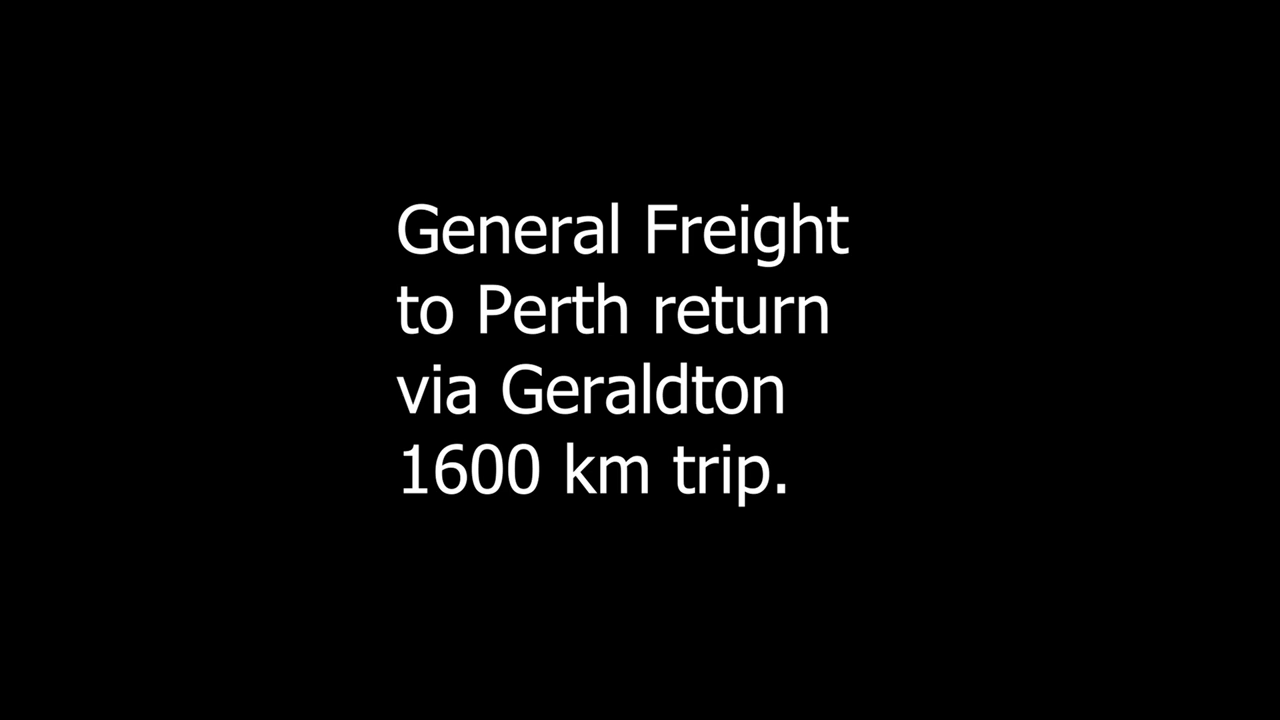 General Freight
to Perth return
via Geraldton
1600 km trip.